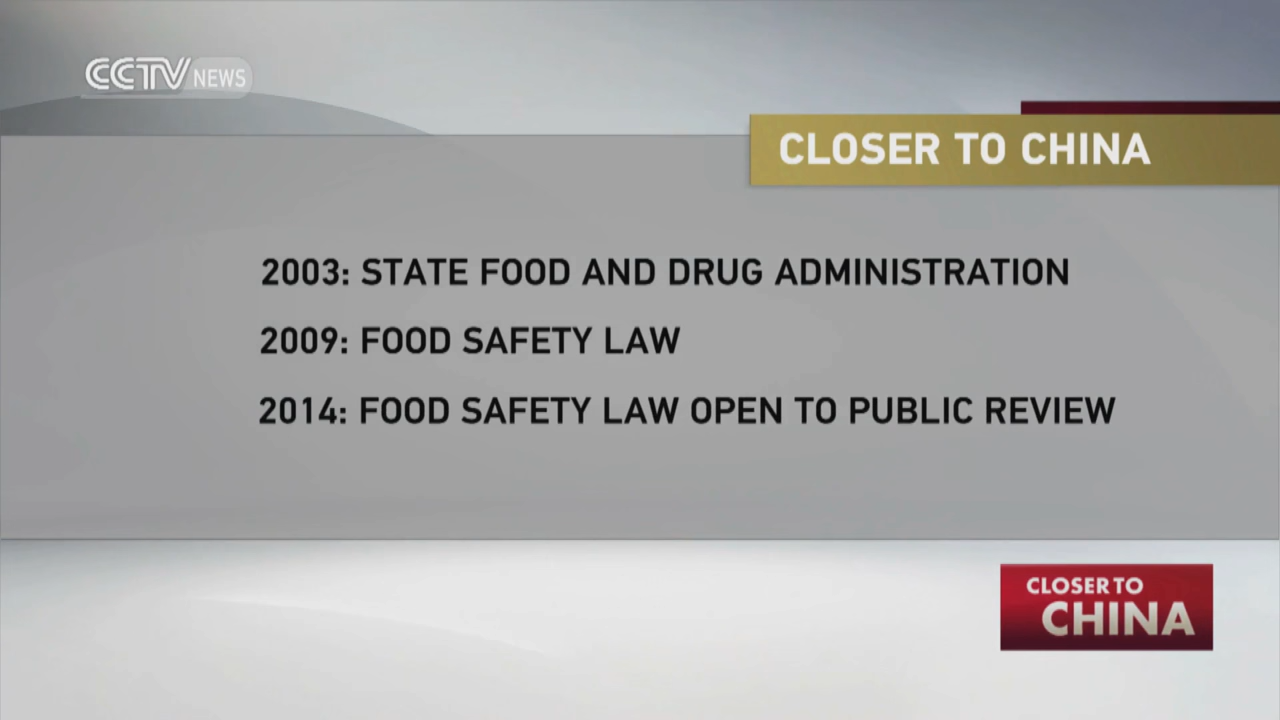 CCTV NEWS
CLOSER TO CHINA
2003: STATE FOOD AND DRUG ADMINISTRATION
2009: FOOD SAFETY LAW
2014: FOOD SAFETY LAW OPEN TO PUBLIC REVIEW
CLOSER TO
CHINA